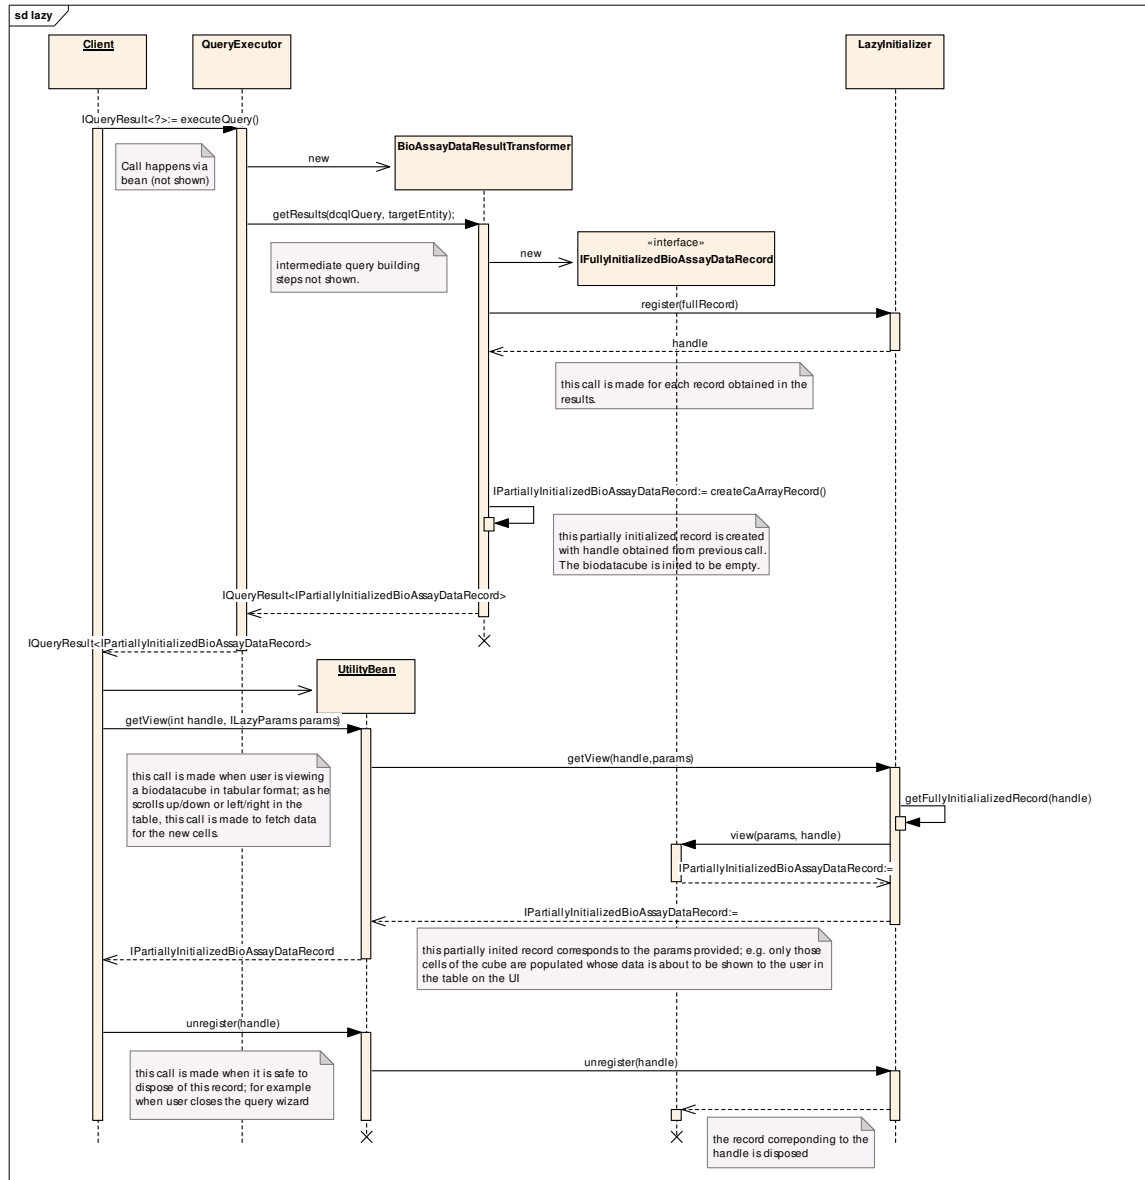 sd lazy
Client
QueryExecutor
LazyInitializer
IQueryResult<?>:= executeQuery()
Call happens via
bean (not shown)
new
BioAssayDataResultTransformer
getResults(dcqlQuery, targetEntity);
intermediate query building
steps not shown.
new
«interface»
IFullyInitializedBioAssayDataRecord
register(fullRecord)
handle
this call is made for each record obtained in the
results.
IPartiallyInitializedBioAssayDataRecord:= createCaArrayRecord()
this partially initialized record is created
with handle obtained from previous call.
The biodatacube is inited to be empty.
IQueryResult<IPartiallyInitializedBioAssayDataRecord>
IQueryResult<IPartiallyInitializedBioAssayDataRecord>
UtilityBean
getView(int handle, ILazyParams params)
this call is made when user is viewing
a biodatacube in tabular format; as he
scrolls up/down or left/right in the
table, this call is made to fetch data
for the new cells.
getView(handle,params)
getFullyInitialializedRecord(handle)
view(params, handle)
IPartiallyInitializedBioAssayDataRecord:=
IPartiallyInitializedBioAssayDataRecord:=
IPartiallyInitializedBioAssayDataRecord
this partially inited record corresponds to the params provided; e.g. only those
cells of the cube are populated whose data is about to be shown to the user in
the table on the UI
unregister(handle)
this call is made when it is safe to
dispose of this record; for example
when user closes the query wizard
unregister(handle)
the record correponding to the
handle is disposed